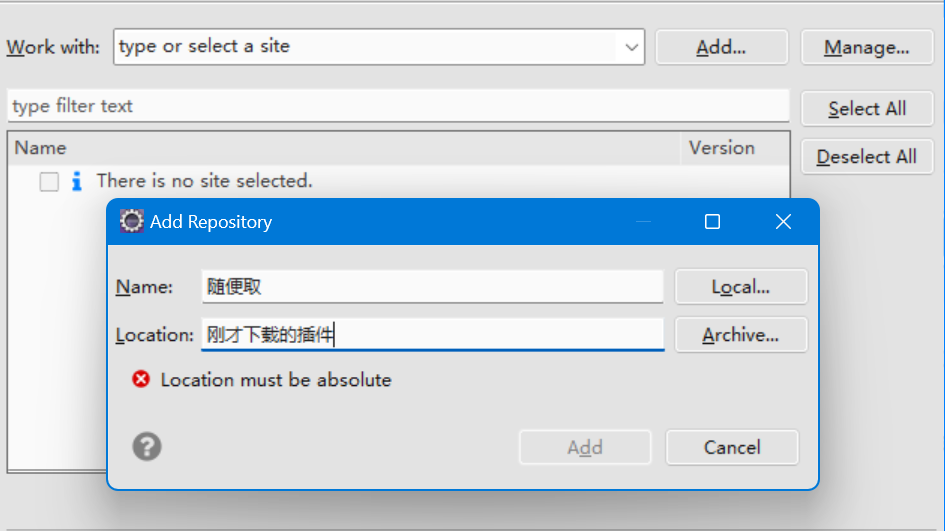 Work with: type or select a site Add... Manage...
type filter text Select All
Name Version Deselect All
There is no site selected.
Add Repository
Name: 随便取 Local...
Location: 刚才下载的插件 Archive...
Location must be absolute
? Add Cancel